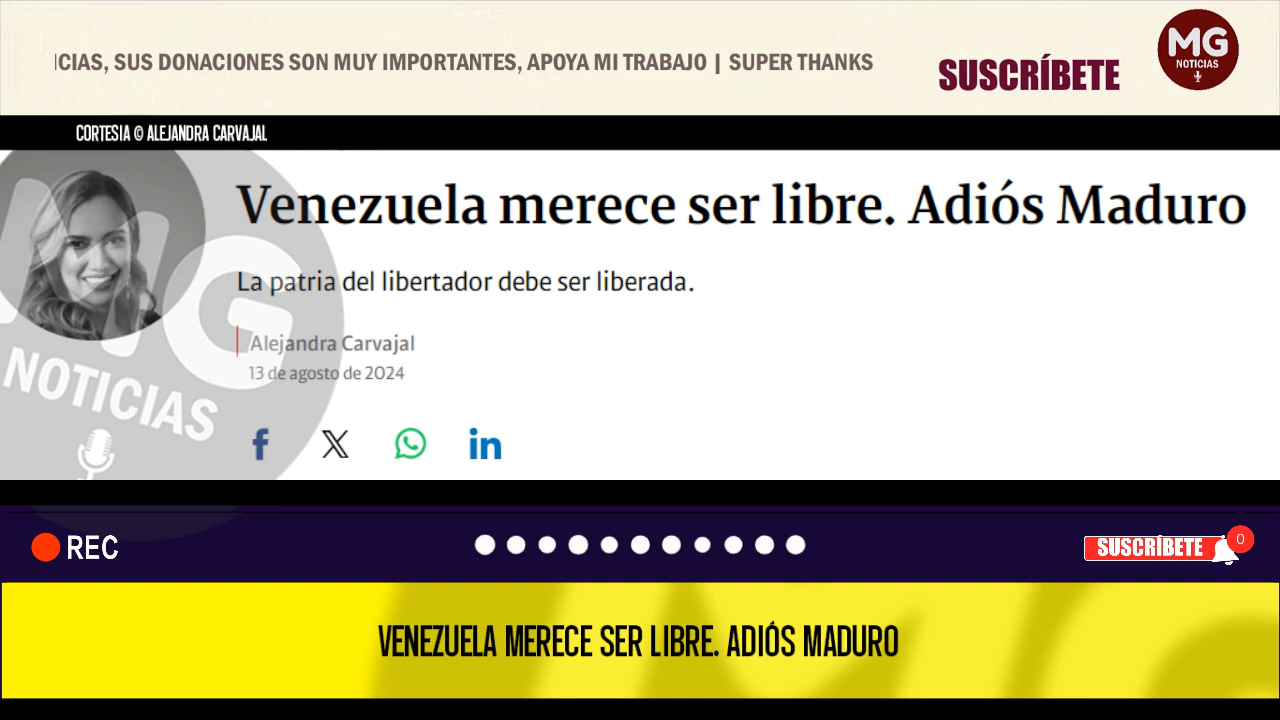 ICIAS, SUS DONACIONES SON MUY IMPORTANTES, APOYA MI TRABAJO | SUPER THANKS
SUSCRÍBETE
MG
NOTICIAS
CORTESIA © ALEJANDRA CARVAJAL
Venezuela merece ser libre. Adiós Maduro
La patria del libertador debe ser liberada.
Alejandra Carvajal
13 de agosto de 2024
MG
NOTICIAS
REC
SUSCRÍBETE
0
VENEZUELA MERECE SER LIBRE. ADIÓS MADURO